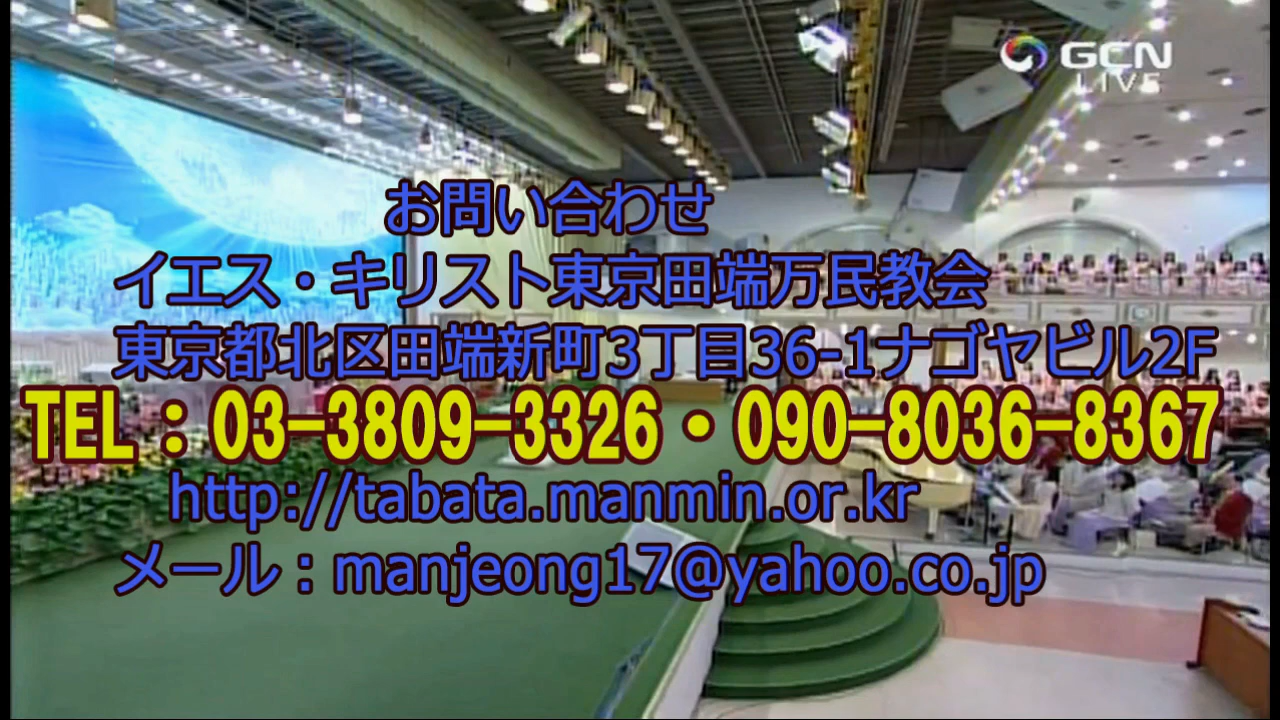 GCN
LIVE
お問い合わせ
イエス・キリスト東京田端万民教会
東京都北区田端新町3丁目36-1ナゴヤビル2F
TEL：03-3809-3326・090-8036-8367
http://tabata.manmin.or.kr
メール：manjeong17@yahoo.co.jp